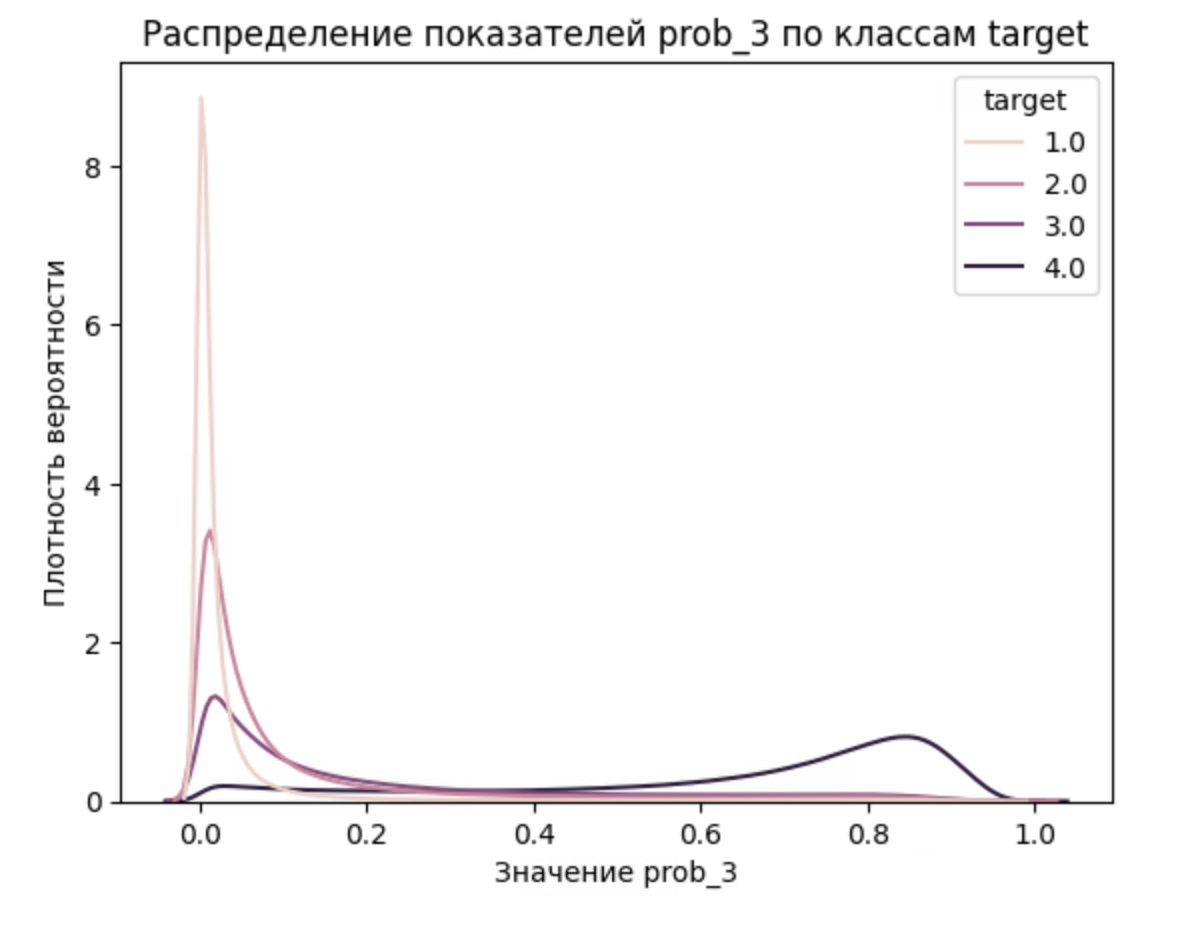 Распределение показателей prob_3 по классам target
target
1.0
2.0
3.0
4.0
Плотность вероятности
8
6
4
2
0
0.0 0.2 0.4 0.6 0.8 1.0
Значение prob_3